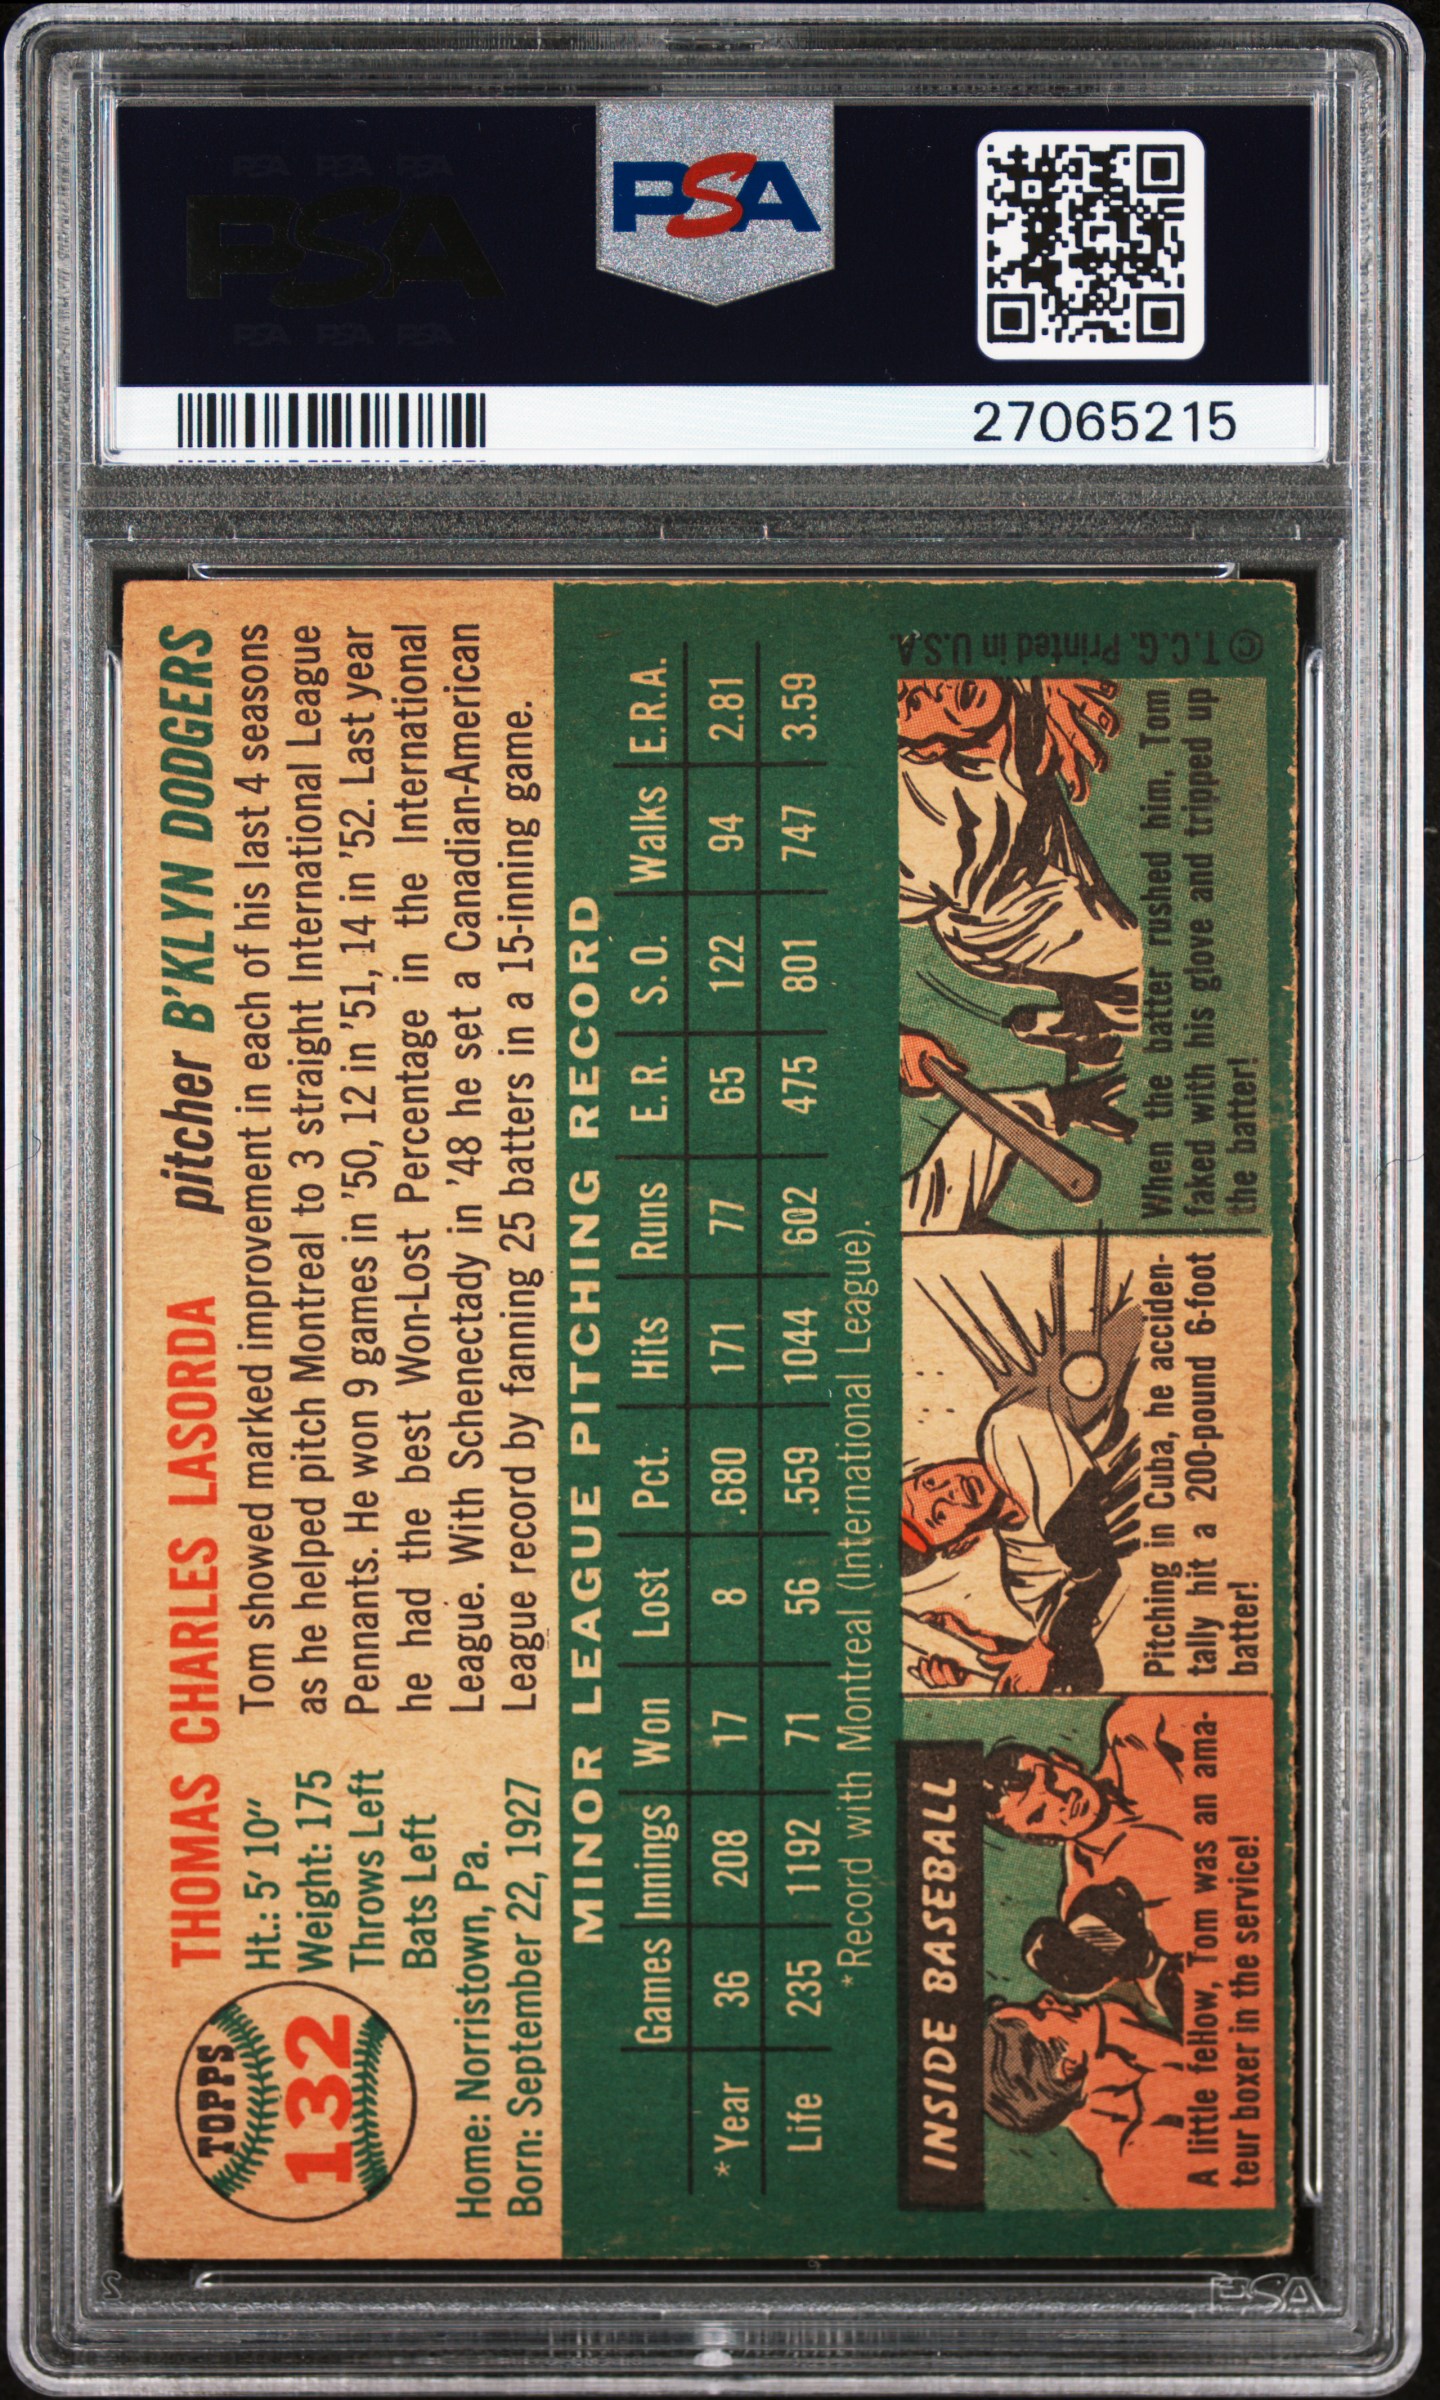 PSA PSA PSA
PSA
PSA PSA PSA
PSA
27065215
TOPPS
132
THOMAS CHARLES LASORDA pitcher B'KLYN DODGERS
Ht.: 5' 10"
Weight: 175
Throws Left
Bats Left
Home: Norristown, Pa.
Born: September 22, 1927
Tom showed marked improvement in each of his last 4 seasons
as he helped pitch Montreal to 3 straight International League
Pennants. He won 9 games in '50, 12 in '51, 14 in '52. Last year
he had the best Won-Lost Percentage in the International
League. With Schenectady in '48 he set a Canadian-American
League record by fanning 25 batters in a 15-inning game.
MINOR LEAGUE PITCHING RECORD
Games Innings Won Lost Pct. Hits Runs E.R. S.O. Walks E.R.A.
*Year 36 208 17 8 .680 171 77 65 122 94 2.81
Life 235 1192 71 56 .559 1044 602 475 801 747 3.59
*Record with Montreal (International League).
INSIDE BASEBALL
A little feHow, Tom was an ama-
teur boxer in the service!
Pitching in Cuba, he acciden-
tally hit a 200-pound 6-foot
batter!
When the batter rushed him, Tom
faked with his glove and tripped up
the batter!
© T.C.G. Printed in U.S.A.
PSA